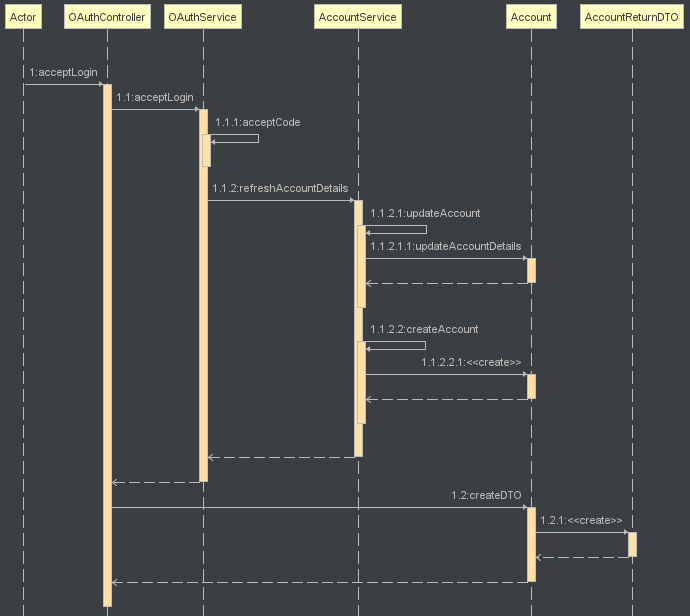 Actor
OAuthController
OAuthService
AccountService
Account
AccountReturnDTO
1:acceptLogin
1.1:acceptLogin
1.1.1:acceptCode
1.1.2:refreshAccountDetails
1.1.2.1:updateAccount
1.1.2.1.1:updateAccountDetails
1.1.2.2:createAccount
1.1.2.2.1:<<create>>
1.2:createDTO
1.2.1:<<create>>